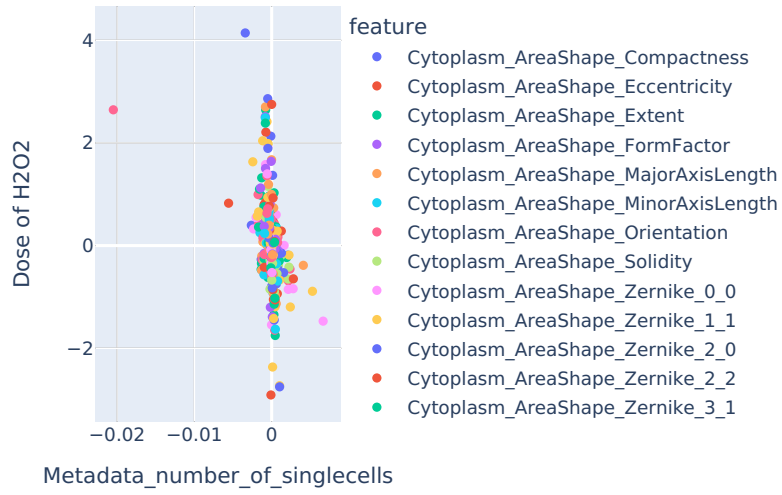 feature
Cytoplasm_AreaShape_Compactness
Cytoplasm_AreaShape_Eccentricity
Cytoplasm_AreaShape_Extent
Cytoplasm_AreaShape_FormFactor
Cytoplasm_AreaShape_MajorAxisLength
Cytoplasm_AreaShape_MinorAxisLength
Cytoplasm_AreaShape_Orientation
Cytoplasm_AreaShape_Solidity
Cytoplasm_AreaShape_Zernike_0_0
Cytoplasm_AreaShape_Zernike_1_1
Cytoplasm_AreaShape_Zernike_2_0
Cytoplasm_AreaShape_Zernike_2_2
Cytoplasm_AreaShape_Zernike_3_1
4
2
0
−2
Dose of H2O2
−0.02 −0.01 0
Metadata_number_of_singlecells